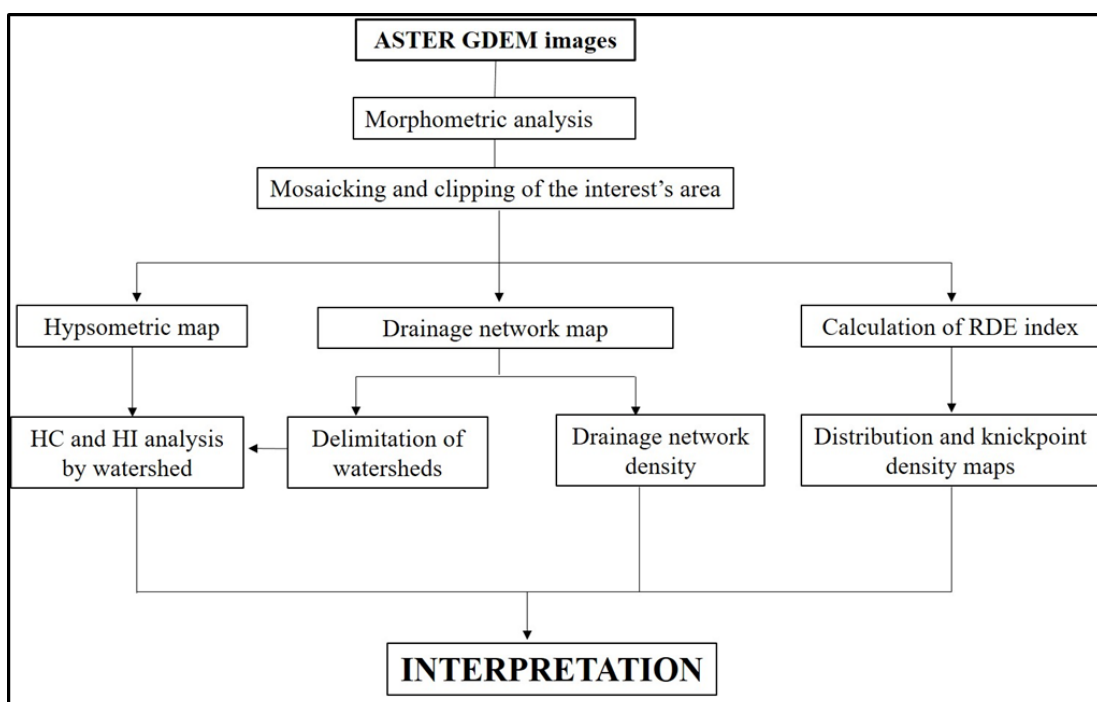 ASTER GDEM images
Morphometric analysis
Mosaicking and clipping of the interest's area
Hypsometric map
Drainage network map
Calculation of RDE index
HC and HI analysis
by watershed
Delimitation of
watersheds
Drainage network
density
Distribution and knickpoint
density maps
INTERPRETATION